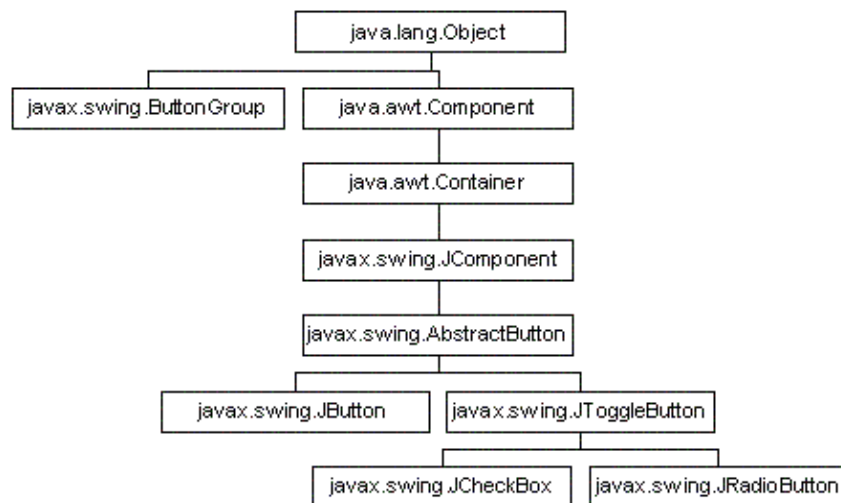 java.lang.Object
javax.swing.ButtonGroup
java.awt.Component
java.awt.Container
javax.swing.JComponent
javax.swing.AbstractButton
javax.swing.JButton
javax.swing.JToggleButton
javax.swing.JCheckBox
javax.swing.JRadioButton